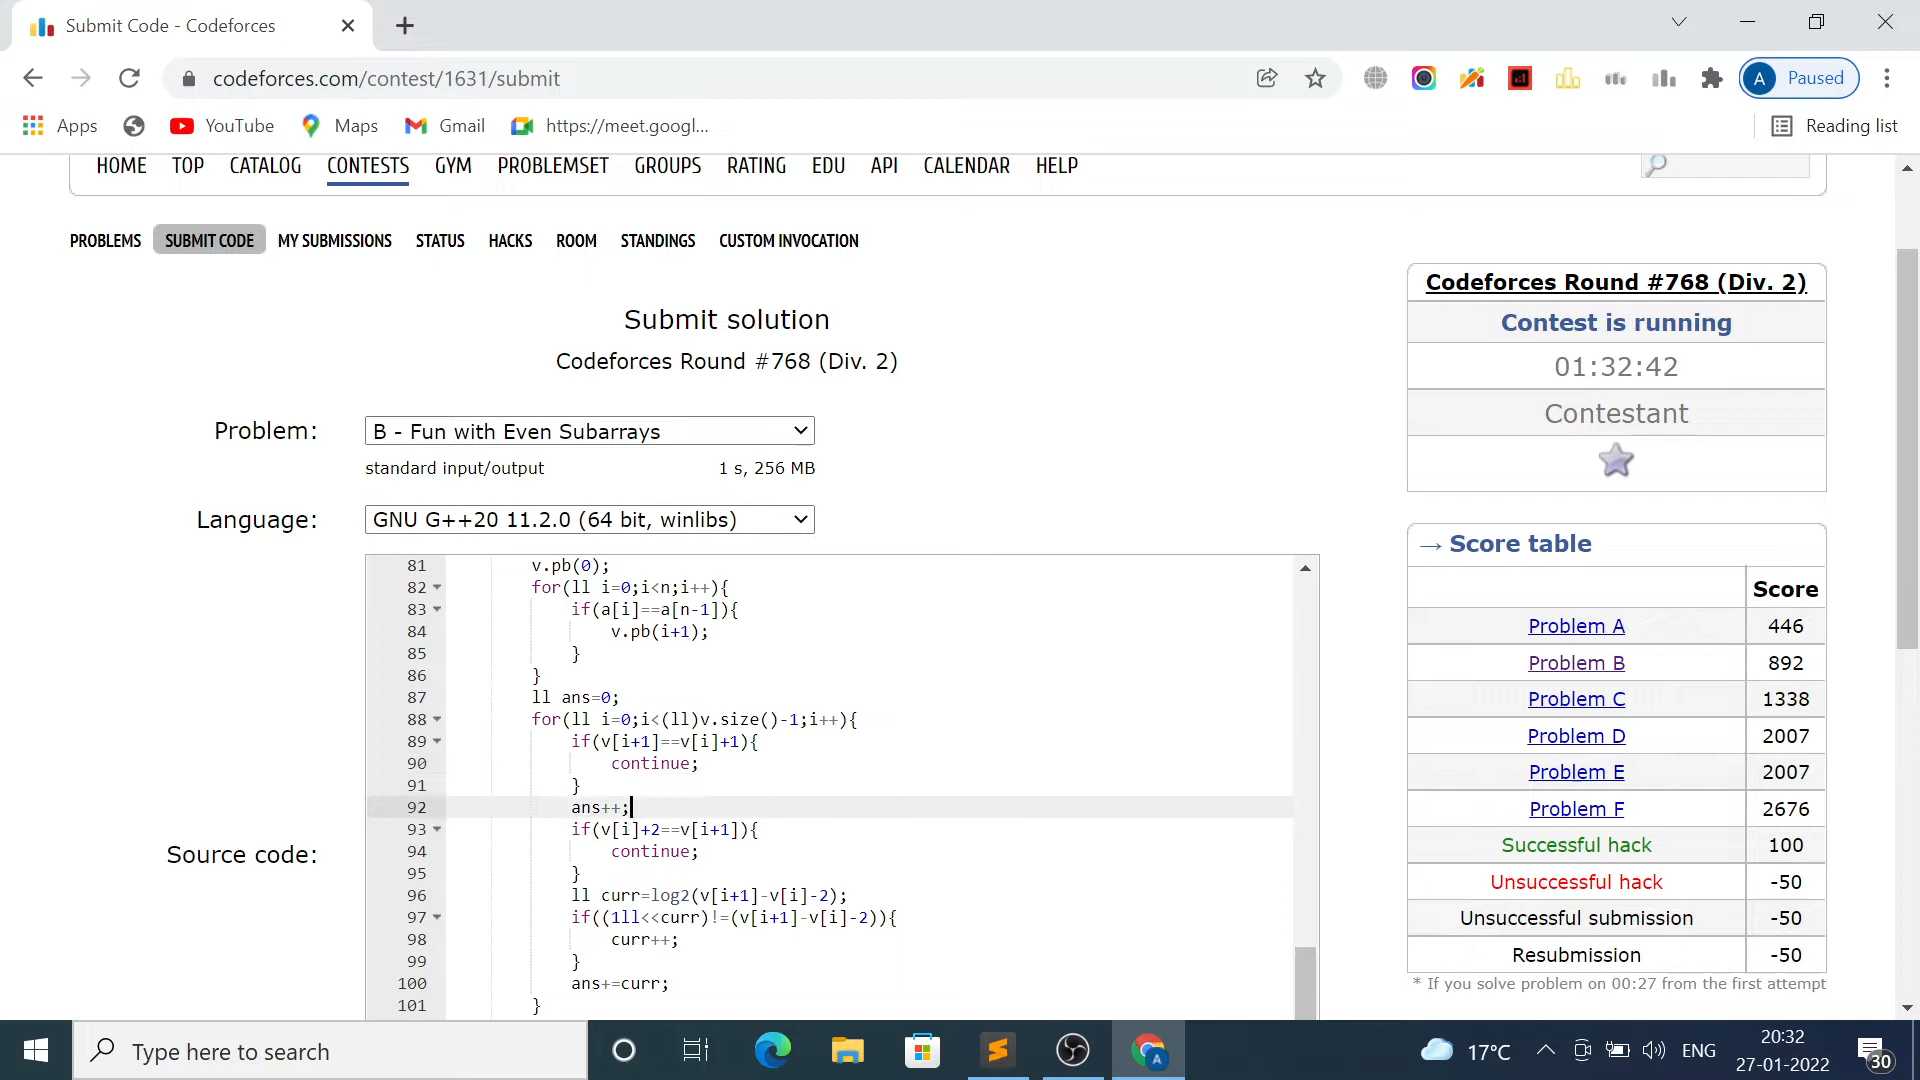 Submit Code - Codeforces
codeforces.com/contest/1631/submit
A Paused
Apps
YouTube
Maps
Gmail
https://meet.googl...
Reading list
HOME TOP CATALOG CONTESTS GYM PROBLEMSET GROUPS RATING EDU API CALENDAR HELP
PROBLEMS SUBMIT CODE MY SUBMISSIONS STATUS HACKS ROOM STANDINGS CUSTOM INVOCATION
Submit solution
Codeforces Round #768 (Div. 2)
Problem: B - Fun with Even Subarrays
standard input/output 1 s, 256 MB
Language: GNU G++20 11.2.0 (64 bit, winlibs)
Source code:
81 v.pb(0);
82 for(ll i=0;i<n;i++){
83 if(a[i]==a[n-1]){
84 v.pb(i+1);
85 }
86 }
87 ll ans=0;
88 for(ll i=0;i<(ll)v.size()-1;i++){
89 if(v[i+1]==v[i]+1){
90 continue;
91 }
92 ans++;
93 if(v[i]+2==v[i+1]){
94 continue;
95 }
96 ll curr=log2(v[i+1]-v[i]-2);
97 if((1ll<<curr)!=(v[i+1]-v[i]-2)){
98 curr++;
99 }
100 ans+=curr;
101 }
Codeforces Round #768 (Div. 2)
Contest is running
01:32:42
Contestant
→ Score table
Score
Problem A 446
Problem B 892
Problem C 1338
Problem D 2007
Problem E 2007
Problem F 2676
Successful hack 100
Unsuccessful hack -50
Unsuccessful submission -50
Resubmission -50
* If you solve problem on 00:27 from the first attempt
Type here to search
A
17°C
ENG
20:32
27-01-2022
30